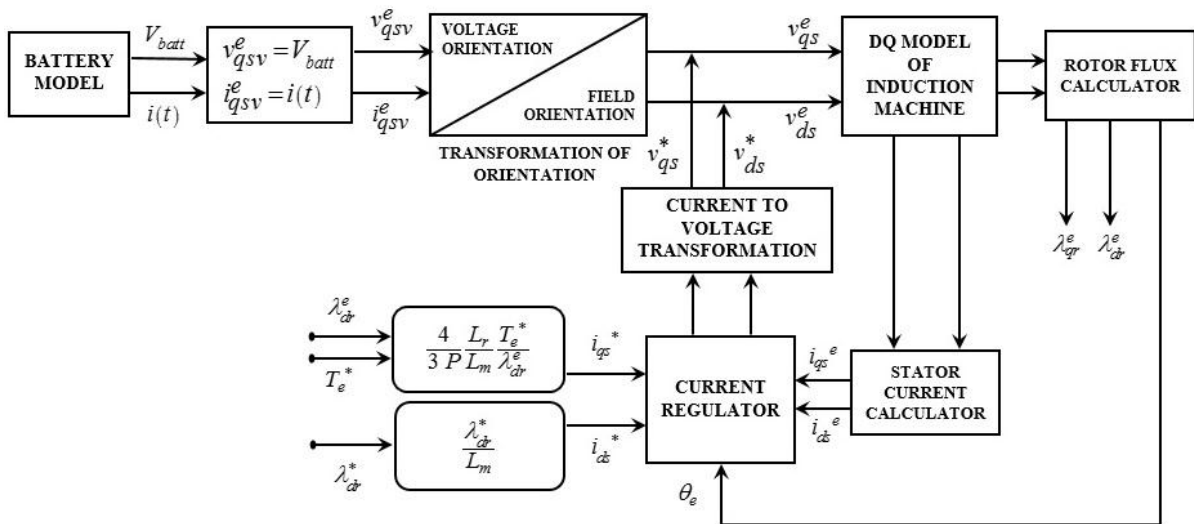 BATTERY
MODEL
V_batt
i(t)
v^e_qsv = V_batt
i^e_qsv = i(t)
v^e_qsv
i^e_qsv
VOLTAGE
ORIENTATION
FIELD
ORIENTATION
TRANSFORMATION OF
ORIENTATION
v^e_qs
v^e_ds
v^*_qs
v^*_ds
DQ MODEL
OF
INDUCTION
MACHINE
ROTOR FLUX
CALCULATOR
λ^e_qr
λ^e_dr
CURRENT TO
VOLTAGE
TRANSFORMATION
λ^e_dr
T_e^*
4/(3 P) L_r/L_m T_e^*/λ^e_dr
i_qs^*
λ^*_dr
λ^*_dr/L_m
i_ds^*
CURRENT
REGULATOR
i_qs^e
i_ds^e
STATOR
CURRENT
CALCULATOR
θ_e